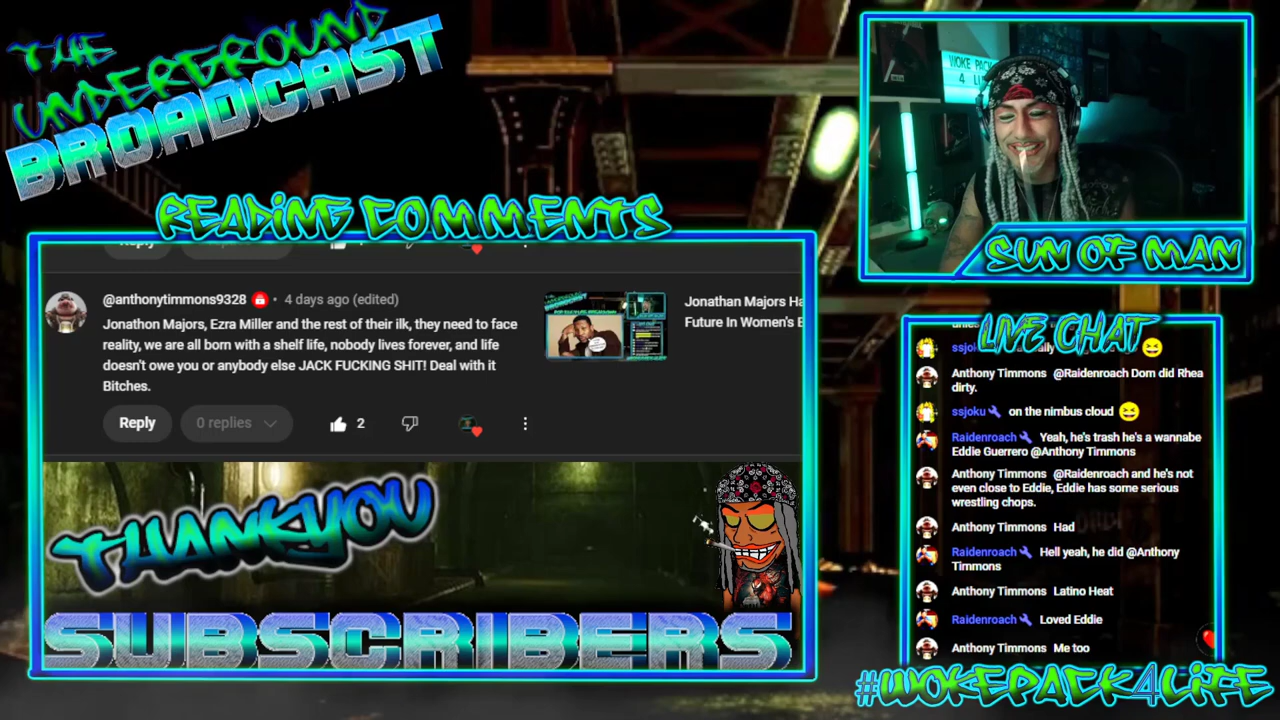 THE
UNDERGROUND
BROADCAST
READING COMMENTS
Reply
@anthonytimmons9328 • 4 days ago (edited)
Jonathon Majors, Ezra Miller and the rest of their ilk, they need to face
reality, we are all born with a shelf life, nobody lives forever, and life
doesn't owe you or anybody else JACK FUCKING SHIT! Deal with it
Bitches.
Reply 0 replies 2
Jonathan Majors Ha
Future In Women's
THANKYOU
SUBSCRIBERS
WOKE PACK
4
SUN OF MAN
LIVE CHAT
Anthony Timmons @Raidenroach Dom did Rhea
dirty.
ssjoku on the nimbus cloud
Raidenroach Yeah, he's trash he's a wannabe
Eddie Guerrero @Anthony Timmons
Anthony Timmons @Raidenroach and he's not
even close to Eddie, Eddie has some serious
wrestling chops.
Anthony Timmons Had
Raidenroach Hell yeah, he did @Anthony
Timmons
Anthony Timmons Latino Heat
Raidenroach Loved Eddie
Anthony Timmons Me too
#WOKEPACK4LIFE